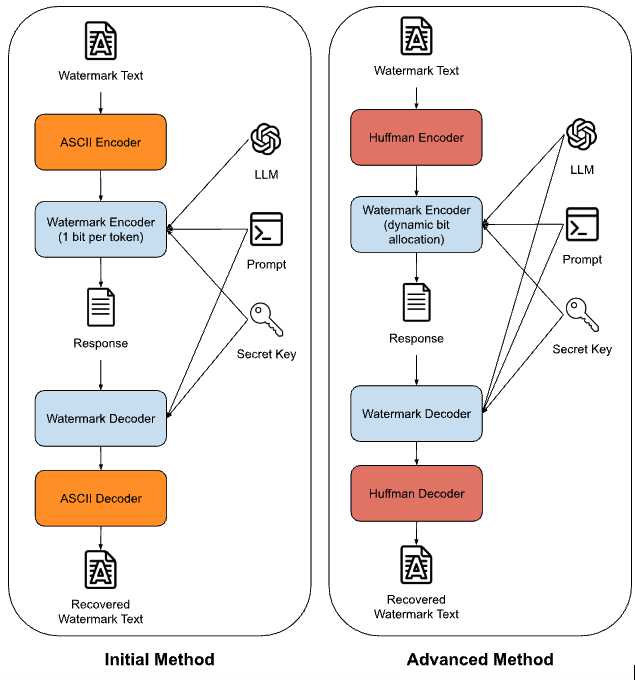 Watermark Text
ASCII Encoder
LLM
Watermark Encoder
(1 bit per token)
Prompt
Response
Secret Key
Watermark Decoder
ASCII Decoder
Recovered
Watermark Text
Initial Method
Watermark Text
Huffman Encoder
LLM
Watermark Encoder
(dynamic bit
allocation)
Prompt
Response
Secret Key
Watermark Decoder
Huffman Decoder
Recovered
Watermark Text
Advanced Method